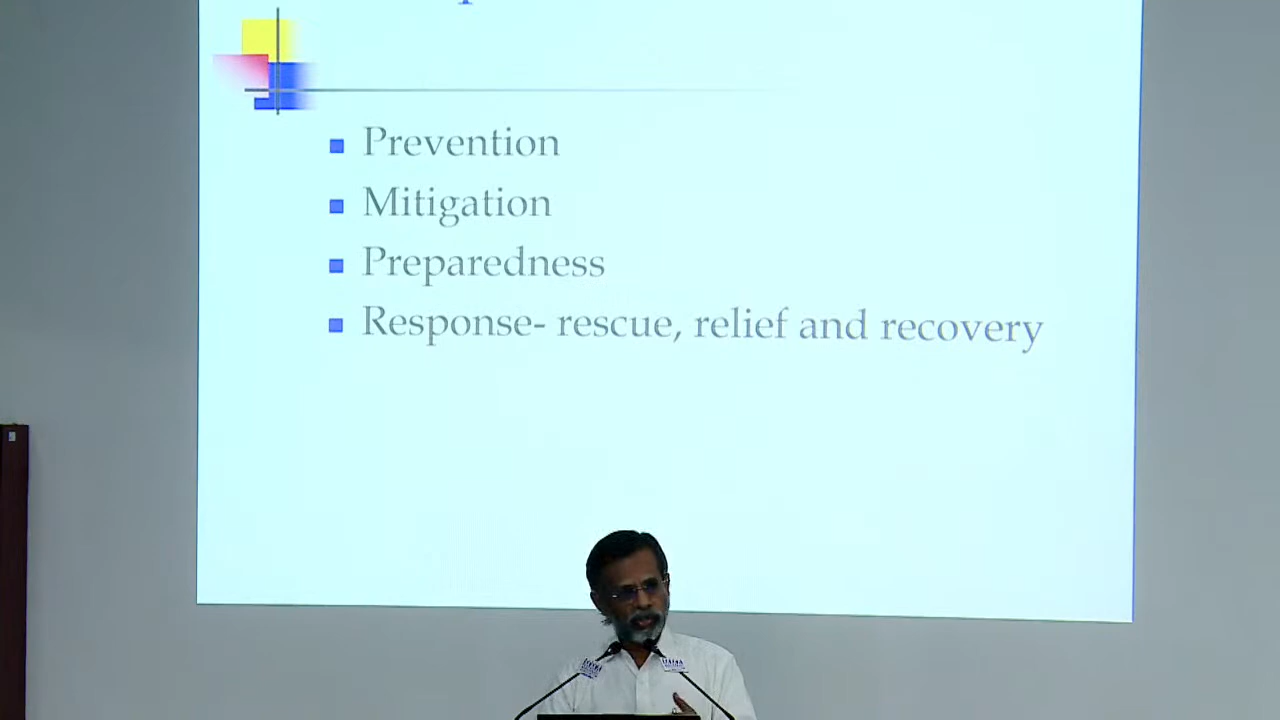 Prevention
Mitigation
Preparedness
Response- rescue, relief and recovery